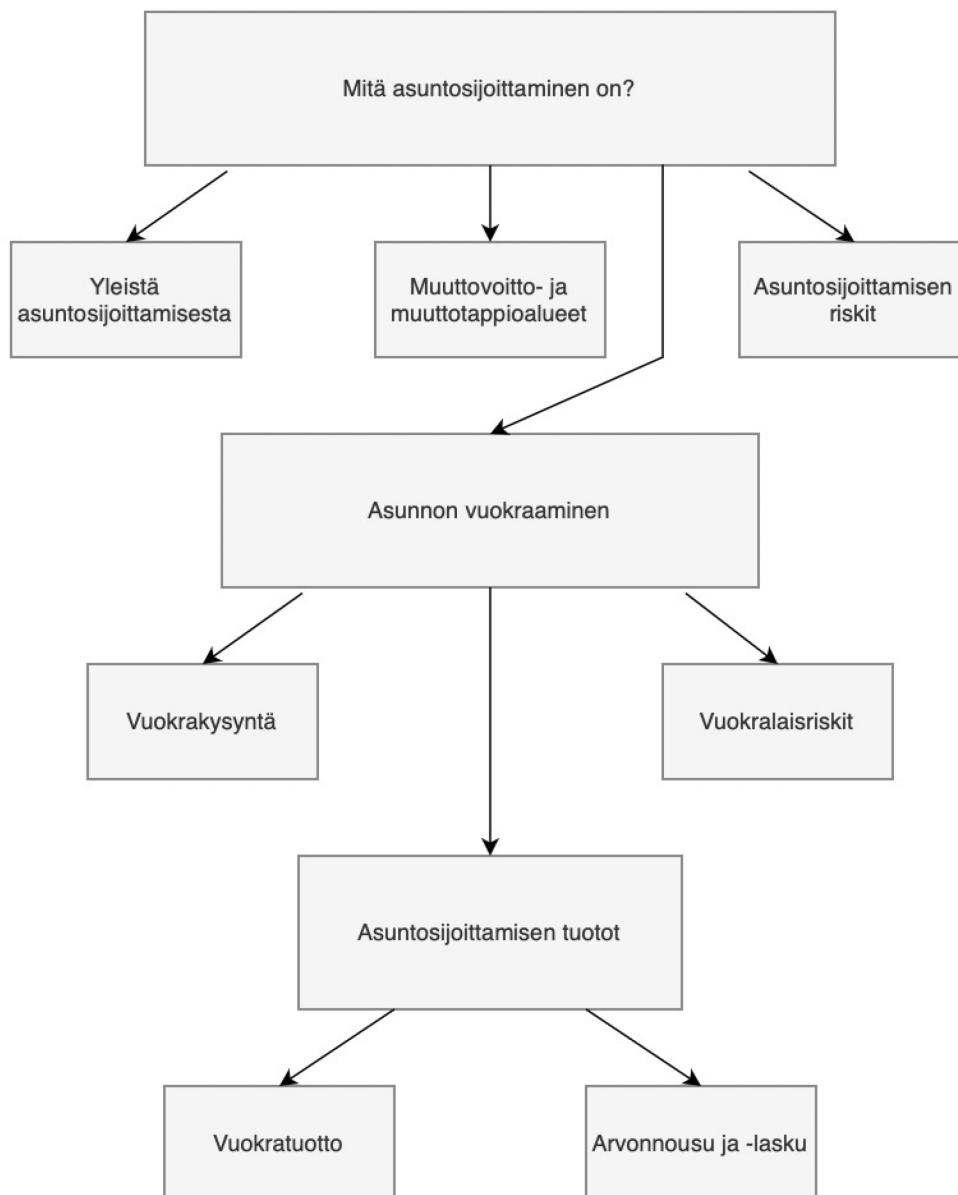 Mitä asuntosijoittaminen on?
Yleistä
asuntosijoittamisesta
Muuttovoitto- ja
muuttotappioalueet
Asuntosijoittamisen
riskit
Asunnon vuokraaminen
Vuokrakysyntä
Vuokralaisriskit
Asuntosijoittamisen tuotot
Vuokratuotto
Arvonnousu ja -lasku